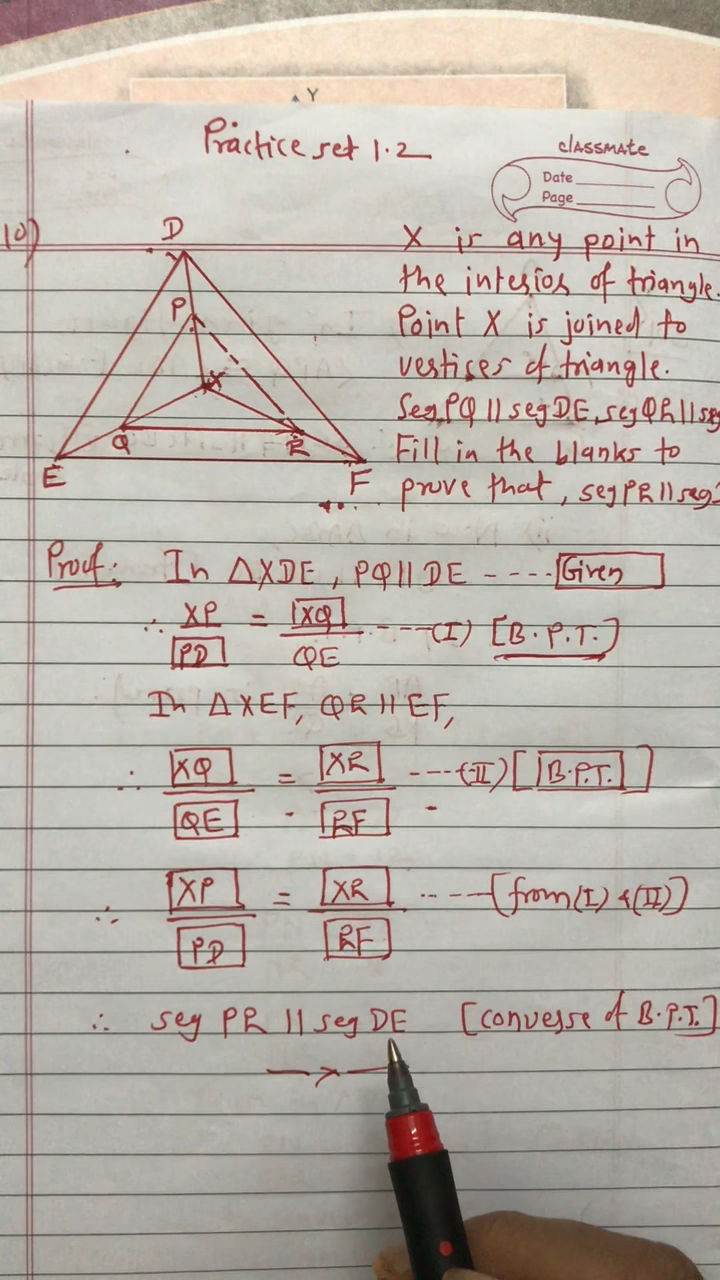 Y
Practice set 1.2
classmate
Date
Page
10)
D
P
X
Q
R
E
F
X is any point in
the interior of triangle.
Point X is joined to
vertices of triangle.
Seg PQ || seg DE, seg QR || seg
Fill in the blanks to
prove that, seg PR || seg
Proof: In △XDE, PQ || DE ---- Given
∴ XP / PD = XQ / QE ---- (I) [B.P.T.]
In △XEF, QR || EF,
∴ XQ / QE = XR / RF ---- (II) [B.P.T.]
∴ XP / PD = XR / RF ---- [from (I) & (II)]
∴ seg PR || seg DE [converse of B.P.T.]